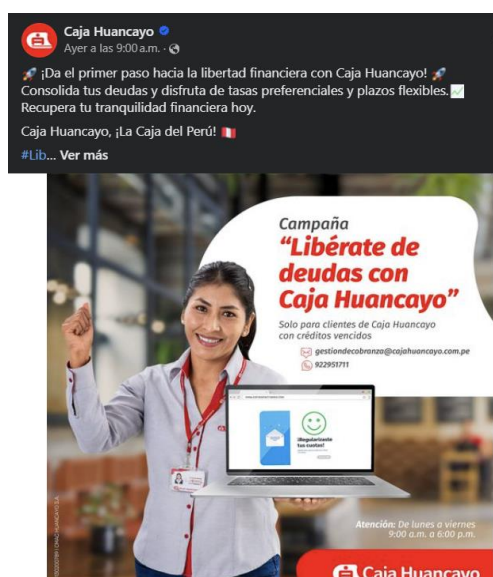 Caja Huancayo
Ayer a las 9:00 a.m. ·
🚀 ¡Da el primer paso hacia la libertad financiera con Caja Huancayo! 🚀
Consolida tus deudas y disfruta de tasas preferenciales y plazos flexibles.📈
Recupera tu tranquilidad financiera hoy.
Caja Huancayo, ¡La Caja del Perú! 🇵🇪
#Lib... Ver más
Campaña
“Libérate de
deudas con
Caja Huancayo”
Solo para clientes de Caja Huancayo
con créditos vencidos
gestiondecobranza@cajahuancayo.com.pe
922951711
¡Regularizaste
tus cuotas!
Atención: De lunes a viernes
9:00 a.m. a 6:00 p.m.
Caja Huancayo